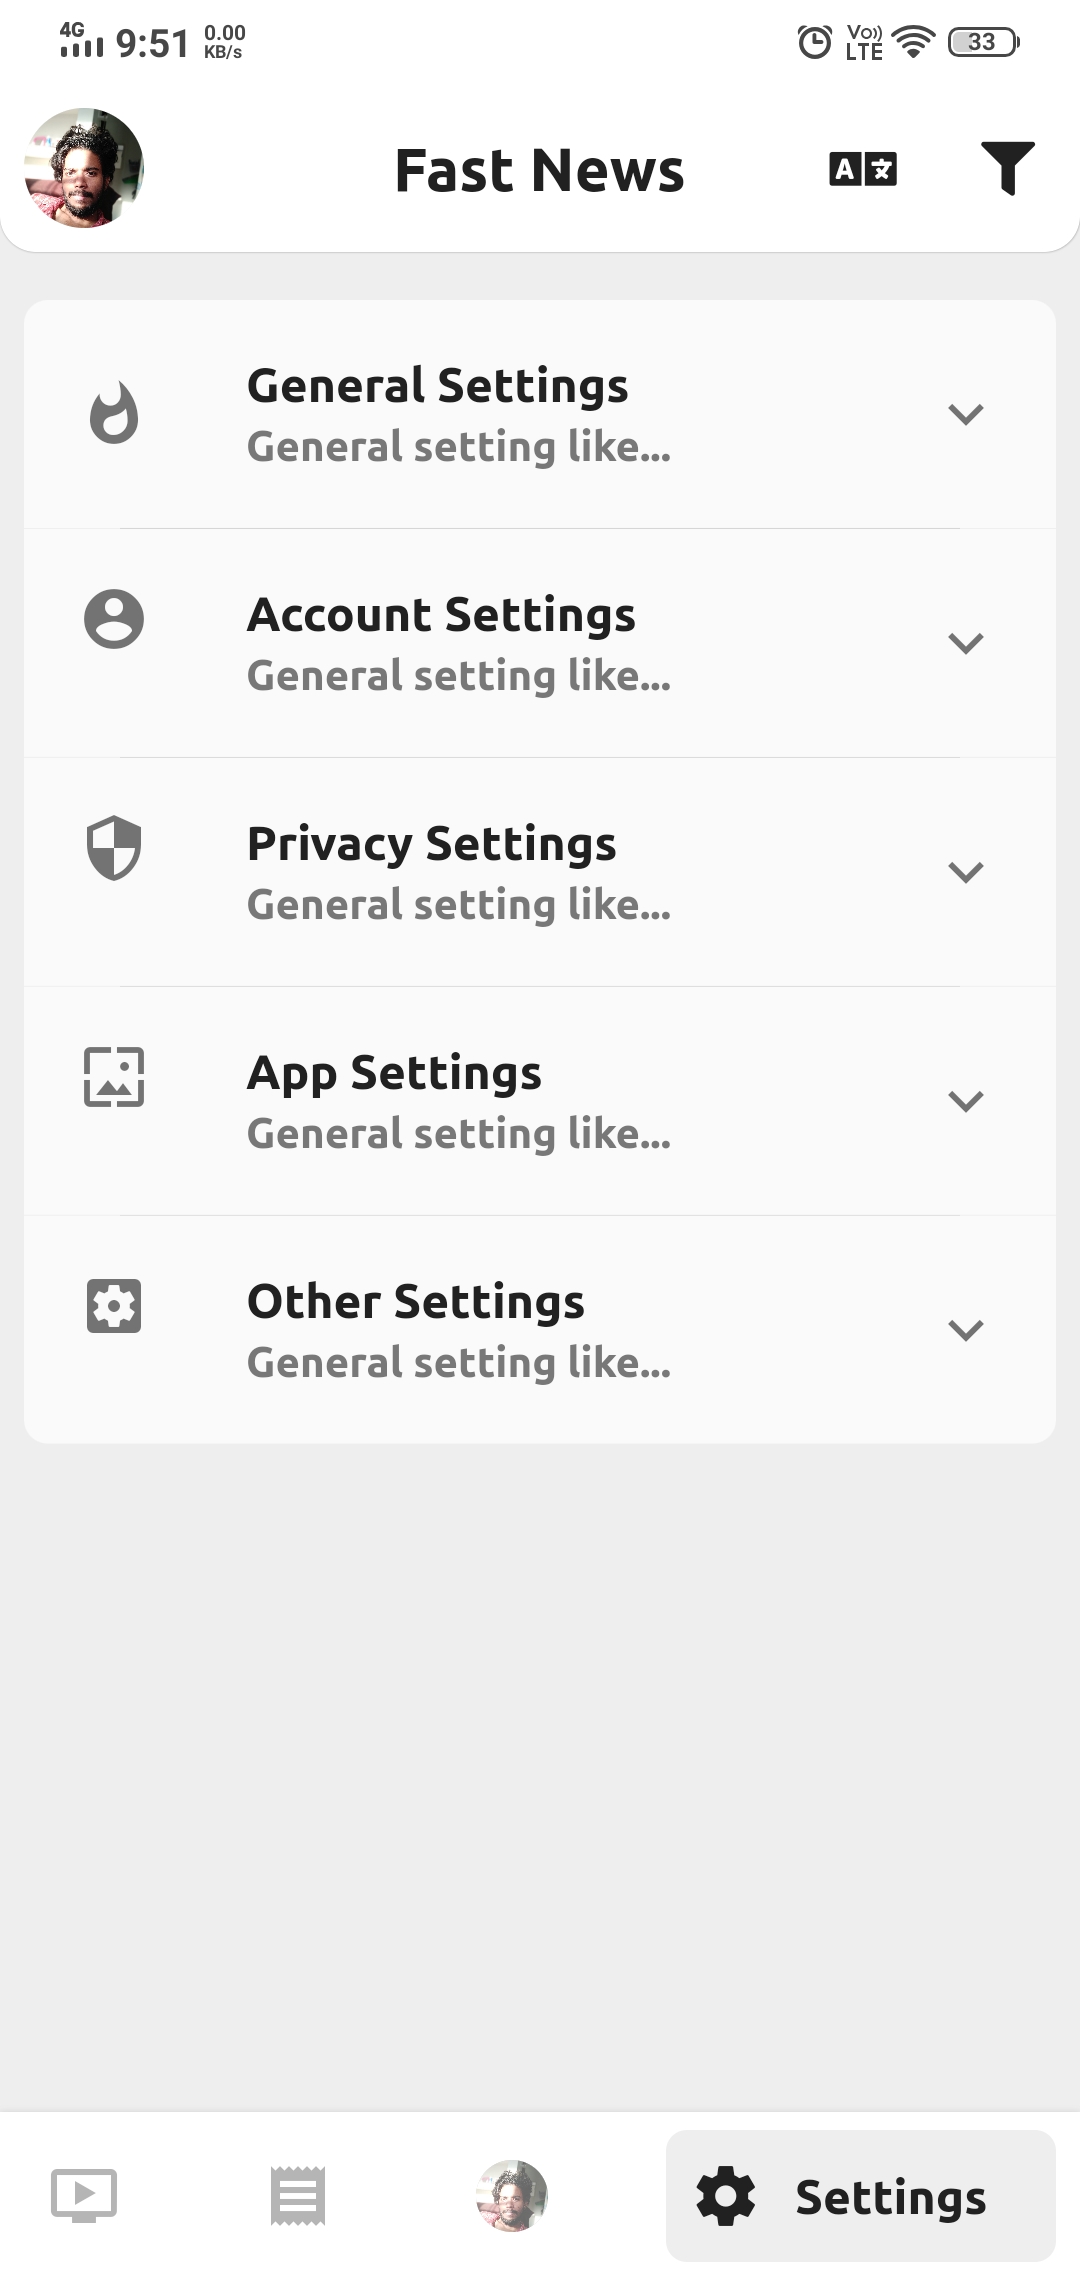 4G 9:51 0.00 KB/s Vo)) LTE 33
Fast News A 文
General Settings
General setting like...
Account Settings
General setting like...
Privacy Settings
General setting like...
App Settings
General setting like...
Other Settings
General setting like...
Settings